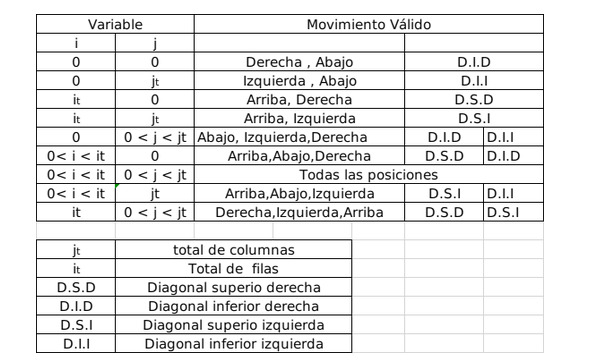 Variable Movimiento Válido
i j
0 0 Derecha , Abajo D.I.D
0 jt Izquierda , Abajo D.I.I
it 0 Arriba, Derecha D.S.D
it jt Arriba, Izquierda D.S.I
0 0 < j < jt Abajo, Izquierda,Derecha D.I.D D.I.I
0< i < it 0 Arriba,Abajo,Derecha D.S.D D.I.D
0< i < it 0 < j < jt Todas las posiciones
0< i < it jt Arriba,Abajo,Izquierda D.S.I D.I.I
it 0 < j < jt Derecha,Izquierda,Arriba D.S.D D.S.I
jt total de columnas
it Total de filas
D.S.D Diagonal superio derecha
D.I.D Diagonal inferior derecha
D.S.I Diagonal superio izquierda
D.I.I Diagonal inferior izquierda